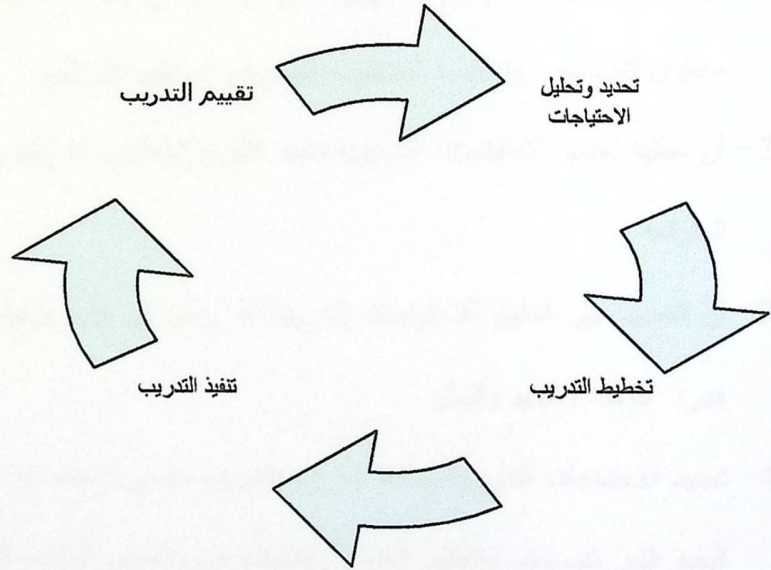 تحديد وتحليل
الاحتياجات
تخطيط التدريب
تنفيذ التدريب
تقييم التدريب